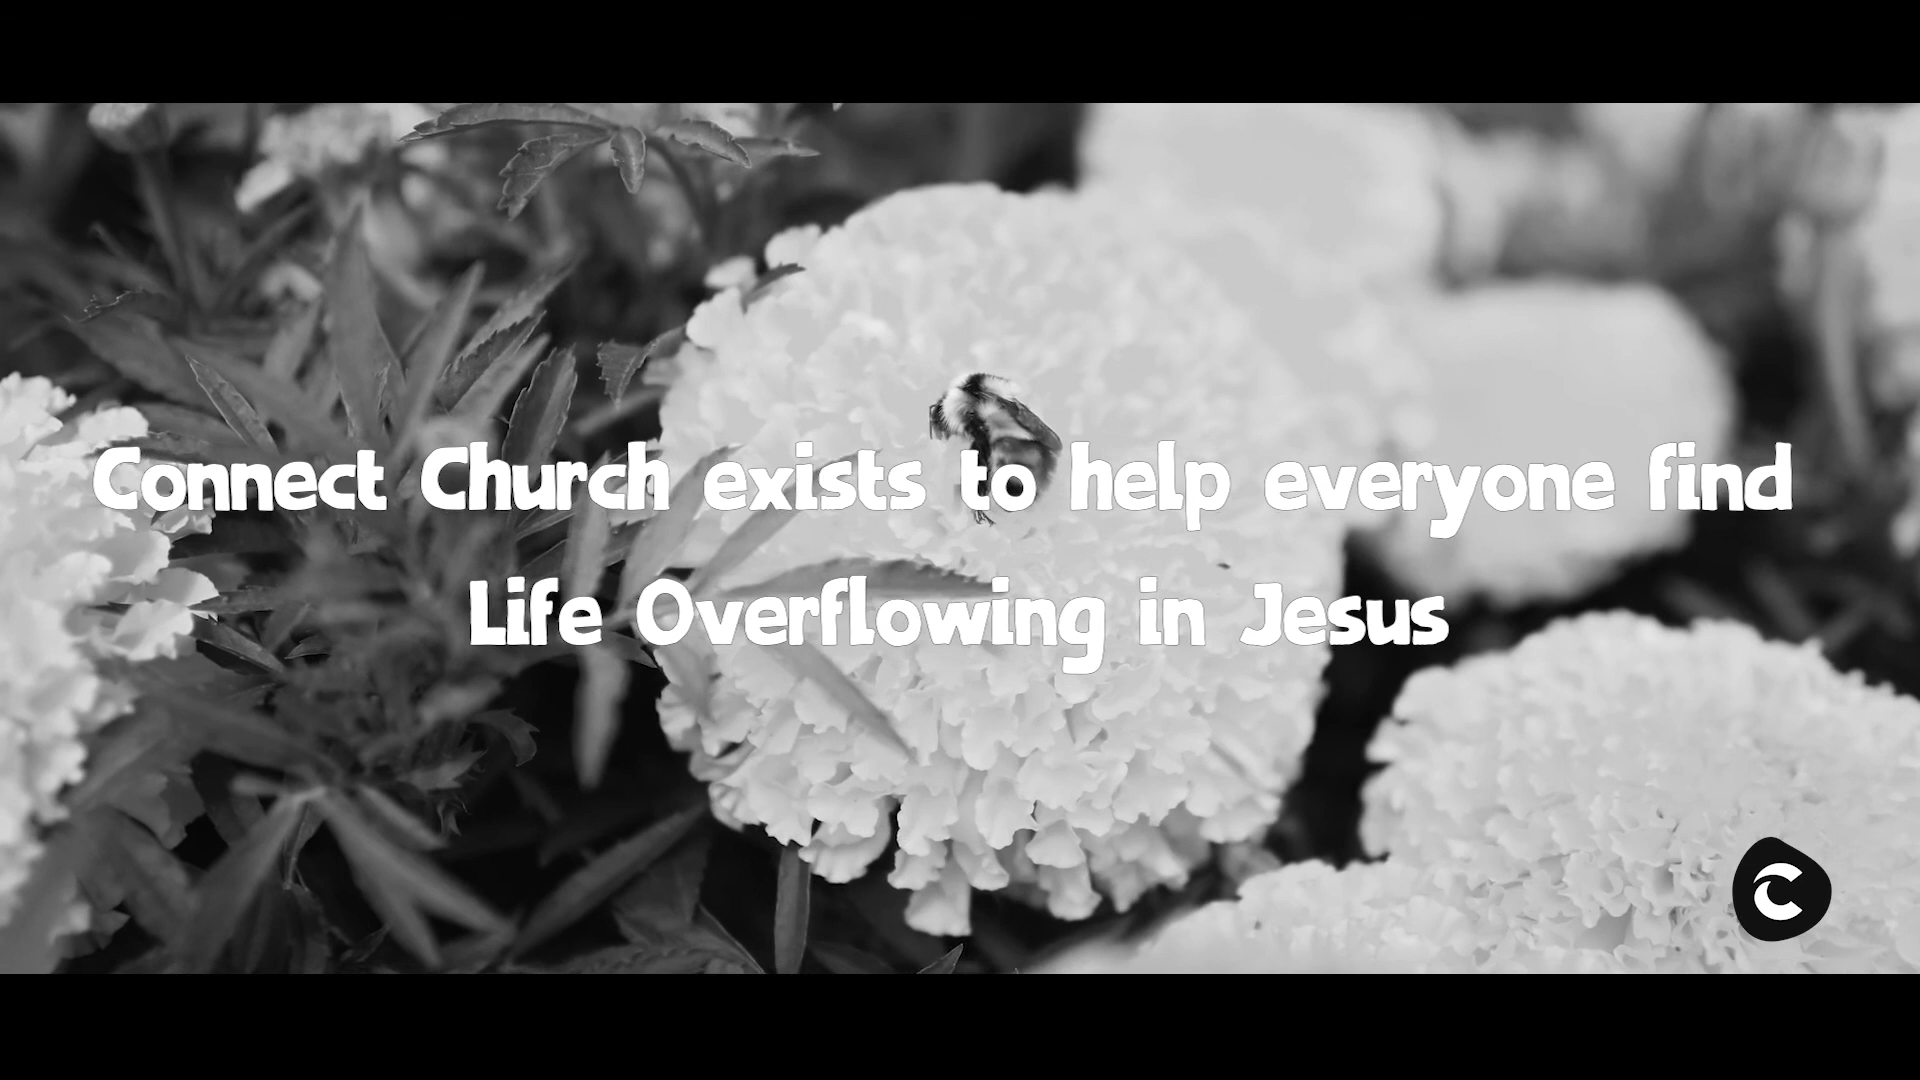 Connect Church exists to help everyone find
Life Overflowing in Jesus
C